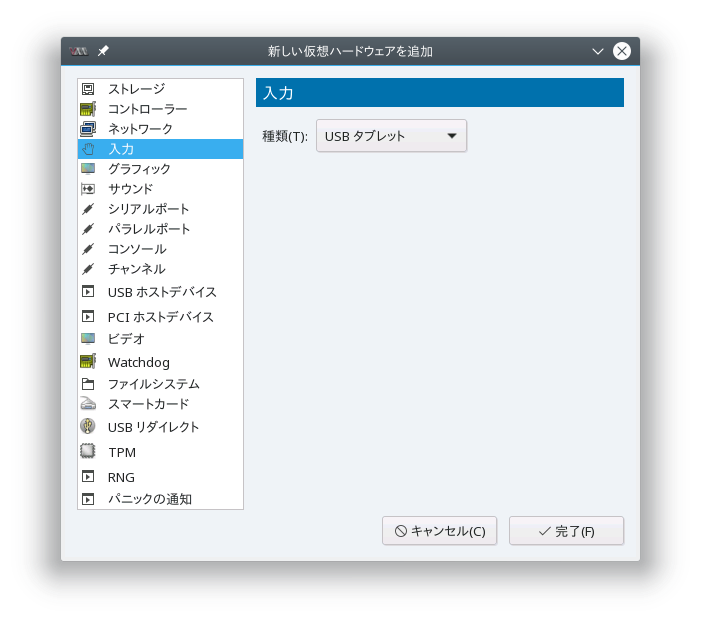 新しい仮想ハードウェアを追加
ストレージ
コントローラー
ネットワーク
入力
グラフィック
サウンド
シリアルポート
パラレルポート
コンソール
チャンネル
USB ホストデバイス
PCI ホストデバイス
ビデオ
Watchdog
ファイルシステム
スマートカード
USB リダイレクト
TPM
RNG
パニックの通知
入力
種類(T): USB タブレット
キャンセル(C) 完了(F)